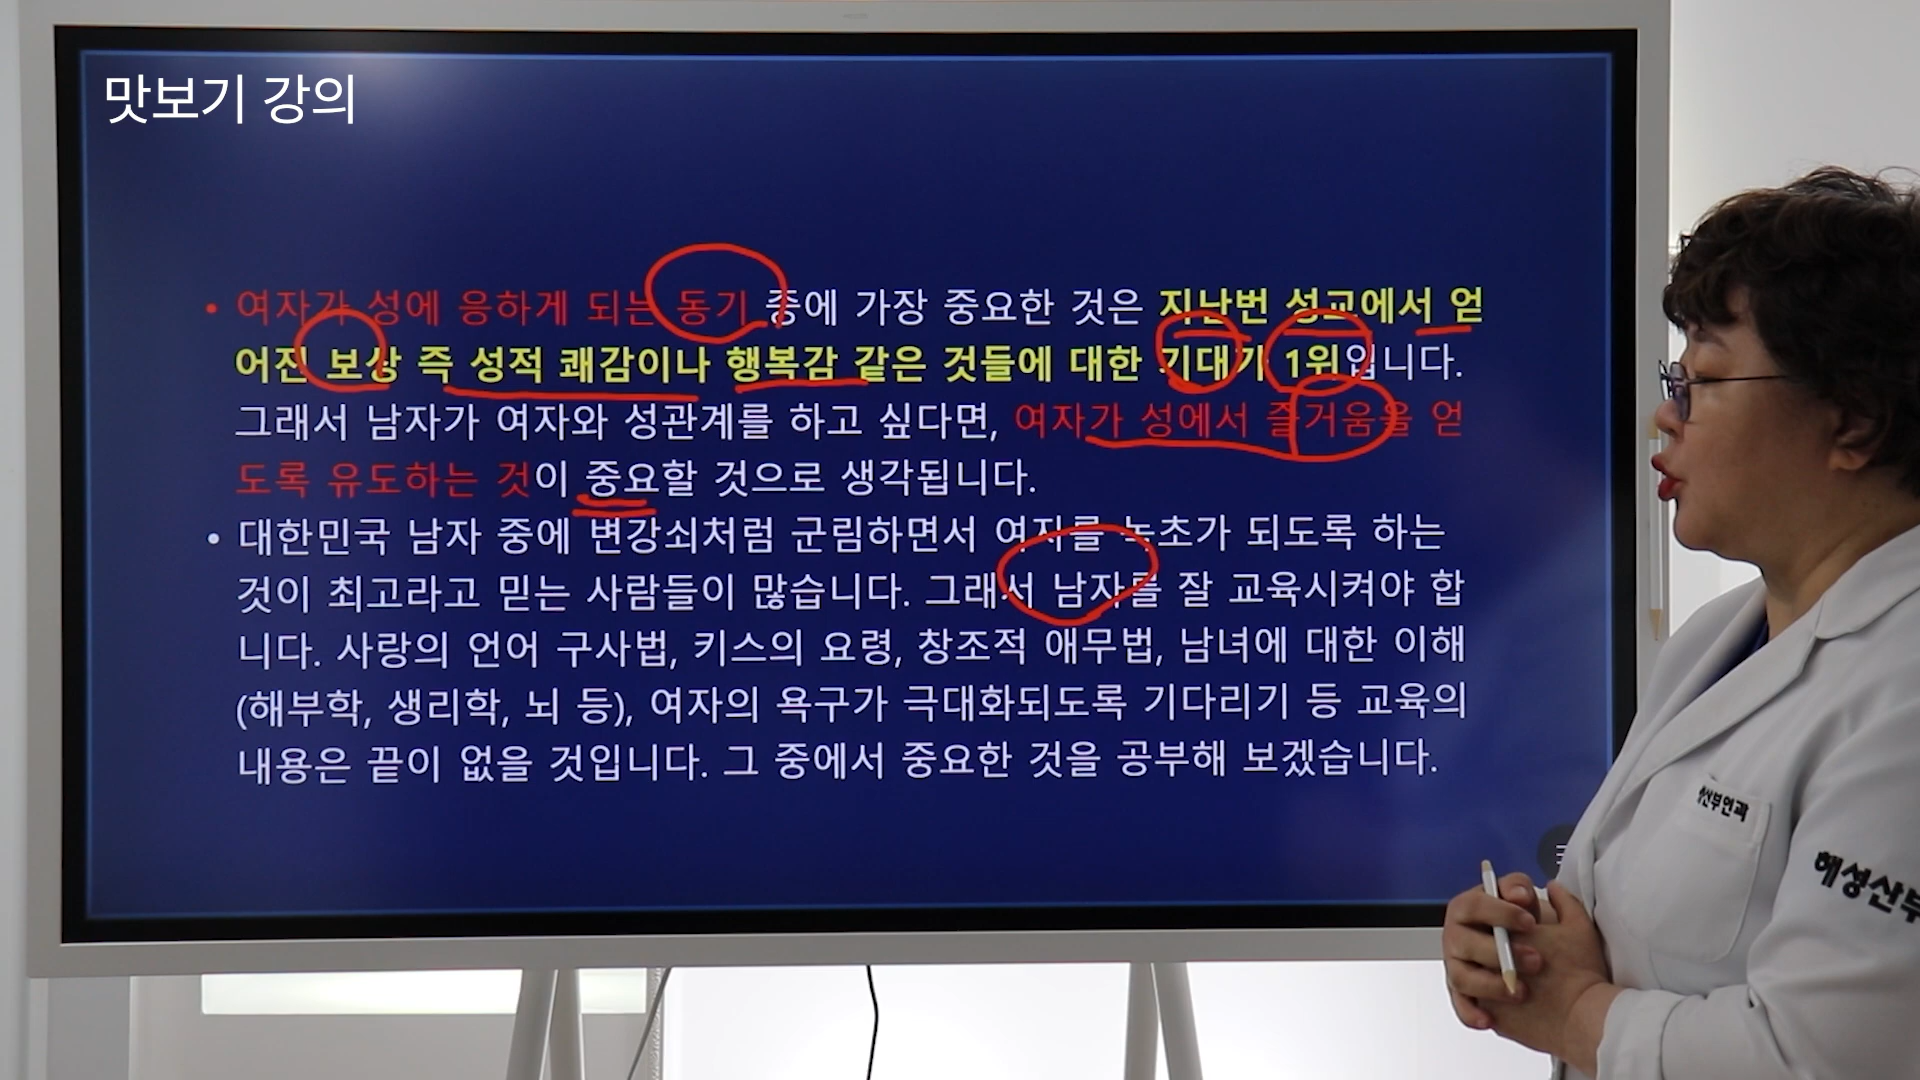 맛보기 강의
• 여자가 성에 응하게 되는 동기 중에 가장 중요한 것은 지난번 성교에서 얻
어진 보상 즉 성적 쾌감이나 행복감 같은 것들에 대한 기대가 1위입니다.
그래서 남자가 여자와 성관계를 하고 싶다면, 여자가 성에서 즐거움을 얻
도록 유도하는 것이 중요할 것으로 생각됩니다.
• 대한민국 남자 중에 변강쇠처럼 군림하면서 여자를 녹초가 되도록 하는
것이 최고라고 믿는 사람들이 많습니다. 그래서 남자를 잘 교육시켜야 합
니다. 사랑의 언어 구사법, 키스의 요령, 창조적 애무법, 남녀에 대한 이해
(해부학, 생리학, 뇌 등), 여자의 욕구가 극대화되도록 기다리기 등 교육의
내용은 끝이 없을 것입니다. 그 중에서 중요한 것을 공부해 보겠습니다.
산부인과
해성산부